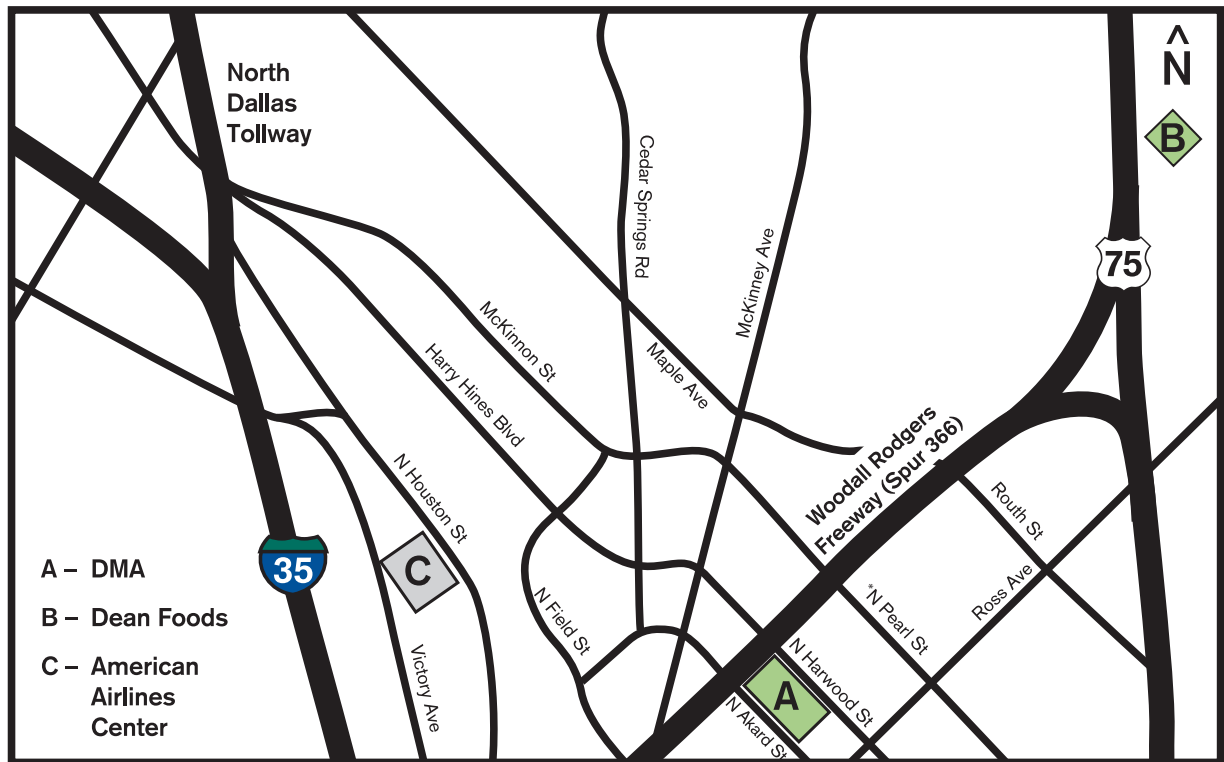 North
Dallas
Tollway
^
N
B
Cedar Springs Rd
McKinney Ave
75
McKinnon St
Harry Hines Blvd
Maple Ave
Woodall Rodgers
Freeway (Spur 366)
N Houston St
Routh St
35
C
Ross Ave
*N Pearl St
N Field St
N Harwood St
Victory Ave
A
N Akard St
A – DMA
B – Dean Foods
C – American
Airlines
Center